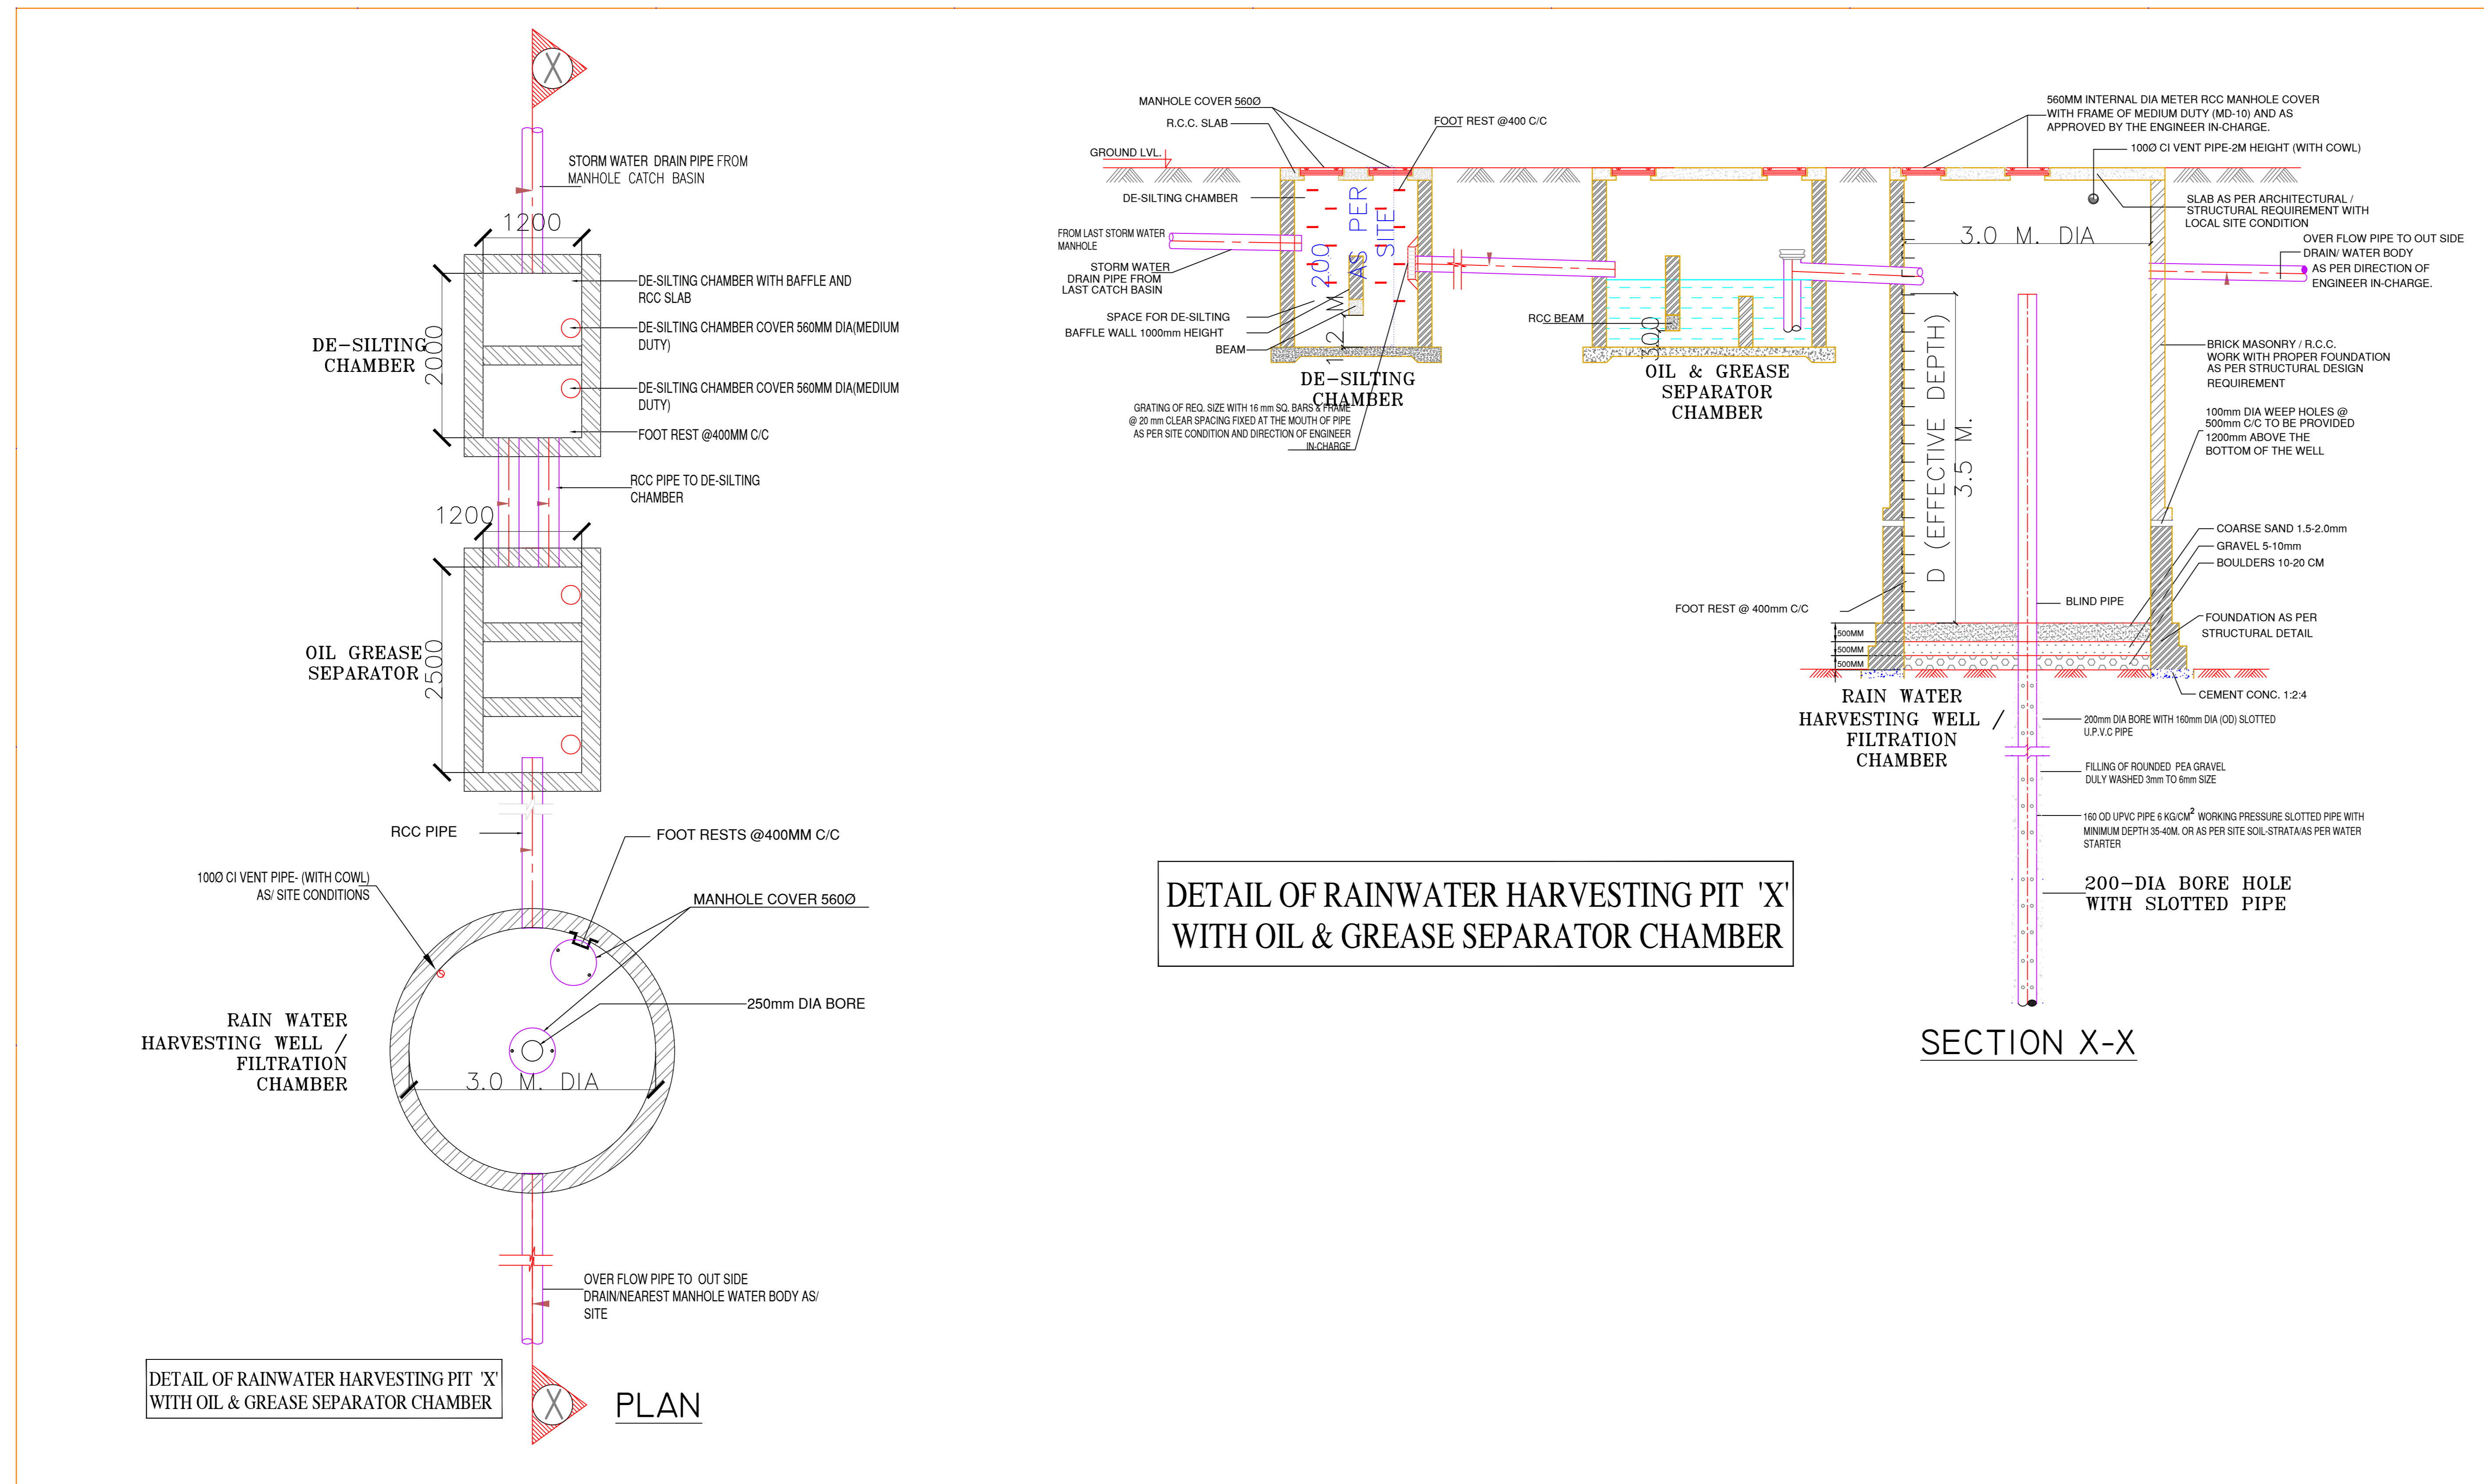 X
STORM WATER DRAIN PIPE FROM
MANHOLE CATCH BASIN
1200
DE-SILTING CHAMBER WITH BAFFLE AND
RCC SLAB
DE-SILTING CHAMBER COVER 560MM DIA(MEDIUM
DUTY)
DE-SILTING
CHAMBER
2000
DE-SILTING CHAMBER COVER 560MM DIA(MEDIUM
DUTY)
FOOT REST @400MM C/C
RCC PIPE TO DE-SILTING
CHAMBER
1200
OIL GREASE
SEPARATOR
2500
RCC PIPE
FOOT RESTS @400MM C/C
100Ø CI VENT PIPE- (WITH COWL)
AS/ SITE CONDITIONS
MANHOLE COVER 560Ø
250mm DIA BORE
RAIN WATER
HARVESTING WELL /
FILTRATION
CHAMBER
3.0 M. DIA
OVER FLOW PIPE TO OUT SIDE
DRAIN/NEAREST MANHOLE WATER BODY AS/
SITE
DETAIL OF RAINWATER HARVESTING PIT 'X'
WITH OIL & GREASE SEPARATOR CHAMBER
X
PLAN
MANHOLE COVER 560Ø
R.C.C. SLAB
FOOT REST @400 C/C
GROUND LVL.
DE-SILTING CHAMBER
FROM LAST STORM WATER
MANHOLE
STORM WATER
DRAIN PIPE FROM
LAST CATCH BASIN
SPACE FOR DE-SILTING
BAFFLE WALL 1000mm HEIGHT
BEAM
200
AS PER
SITE
12
DE-SILTING
CHAMBER
GRATING OF REQ. SIZE WITH 16 mm SQ. BARS & FRAME
@ 20 mm CLEAR SPACING FIXED AT THE MOUTH OF PIPE
AS PER SITE CONDITION AND DIRECTION OF ENGINEER
IN-CHARGE
RCC BEAM
300
OIL & GREASE
SEPARATOR
CHAMBER
560MM INTERNAL DIA METER RCC MANHOLE COVER
WITH FRAME OF MEDIUM DUTY (MD-10) AND AS
APPROVED BY THE ENGINEER IN-CHARGE.
100Ø CI VENT PIPE-2M HEIGHT (WITH COWL)
SLAB AS PER ARCHITECTURAL /
STRUCTURAL REQUIREMENT WITH
LOCAL SITE CONDITION
3.0 M. DIA
OVER FLOW PIPE TO OUT SIDE
DRAIN/ WATER BODY
AS PER DIRECTION OF
ENGINEER IN-CHARGE.
D (EFFECTIVE DEPTH)
3.5 M.
BRICK MASONRY / R.C.C.
WORK WITH PROPER FOUNDATION
AS PER STRUCTURAL DESIGN
REQUIREMENT
100mm DIA WEEP HOLES @
500mm C/C TO BE PROVIDED
1200mm ABOVE THE
BOTTOM OF THE WELL
COARSE SAND 1.5-2.0mm
GRAVEL 5-10mm
BOULDERS 10-20 CM
FOOT REST @ 400mm C/C
BLIND PIPE
FOUNDATION AS PER
STRUCTURAL DETAIL
500MM
500MM
500MM
CEMENT CONC. 1:2:4
RAIN WATER
HARVESTING WELL /
FILTRATION
CHAMBER
200mm DIA BORE WITH 160mm DIA (OD) SLOTTED
U.P.V.C PIPE
FILLING OF ROUNDED PEA GRAVEL
DULY WASHED 3mm TO 6mm SIZE
160 OD UPVC PIPE 6 KG/CM² WORKING PRESSURE SLOTTED PIPE WITH
MINIMUM DEPTH 35-40M. OR AS PER SITE SOIL-STRATA/AS PER WATER
STARTER
200-DIA BORE HOLE
WITH SLOTTED PIPE
DETAIL OF RAINWATER HARVESTING PIT 'X'
WITH OIL & GREASE SEPARATOR CHAMBER
SECTION X-X